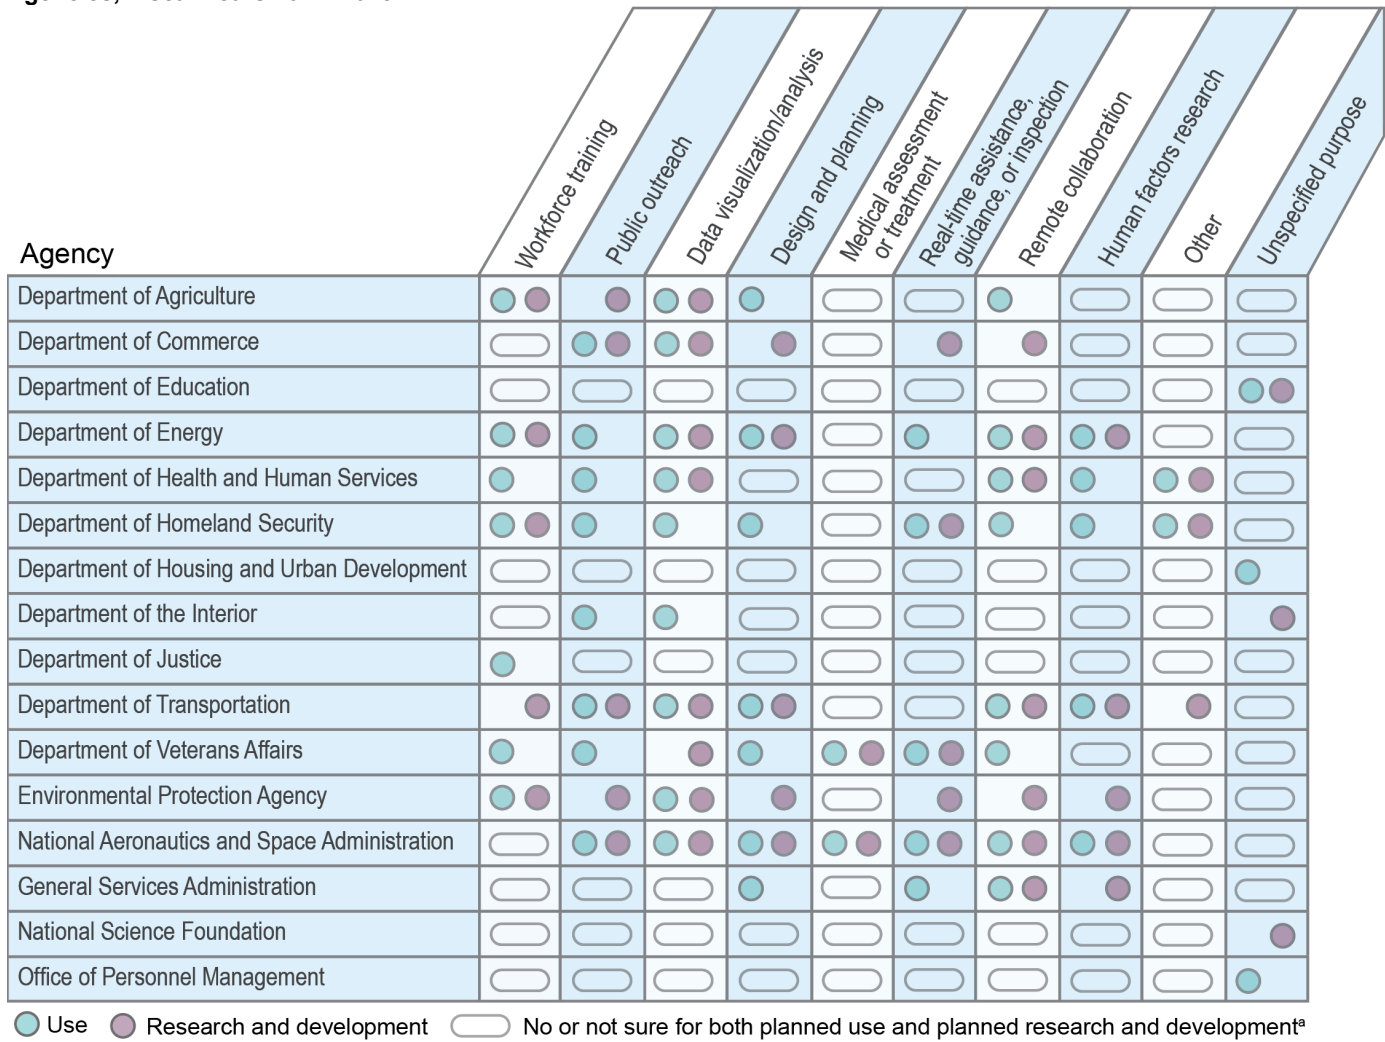 Workforce training
Public outreach
Data visualization/analysis
Design and planning
Medical assessment
or treatment
Real-time assistance,
guidance, or inspection
Remote collaboration
Human factors research
Other
Unspecified purpose
Agency
Department of Agriculture
Department of Commerce
Department of Education
Department of Energy
Department of Health and Human Services
Department of Homeland Security
Department of Housing and Urban Development
Department of the Interior
Department of Justice
Department of Transportation
Department of Veterans Affairs
Environmental Protection Agency
National Aeronautics and Space Administration
General Services Administration
National Science Foundation
Office of Personnel Management
Use
Research and development
No or not sure for both planned use and planned research and developmentᵃ